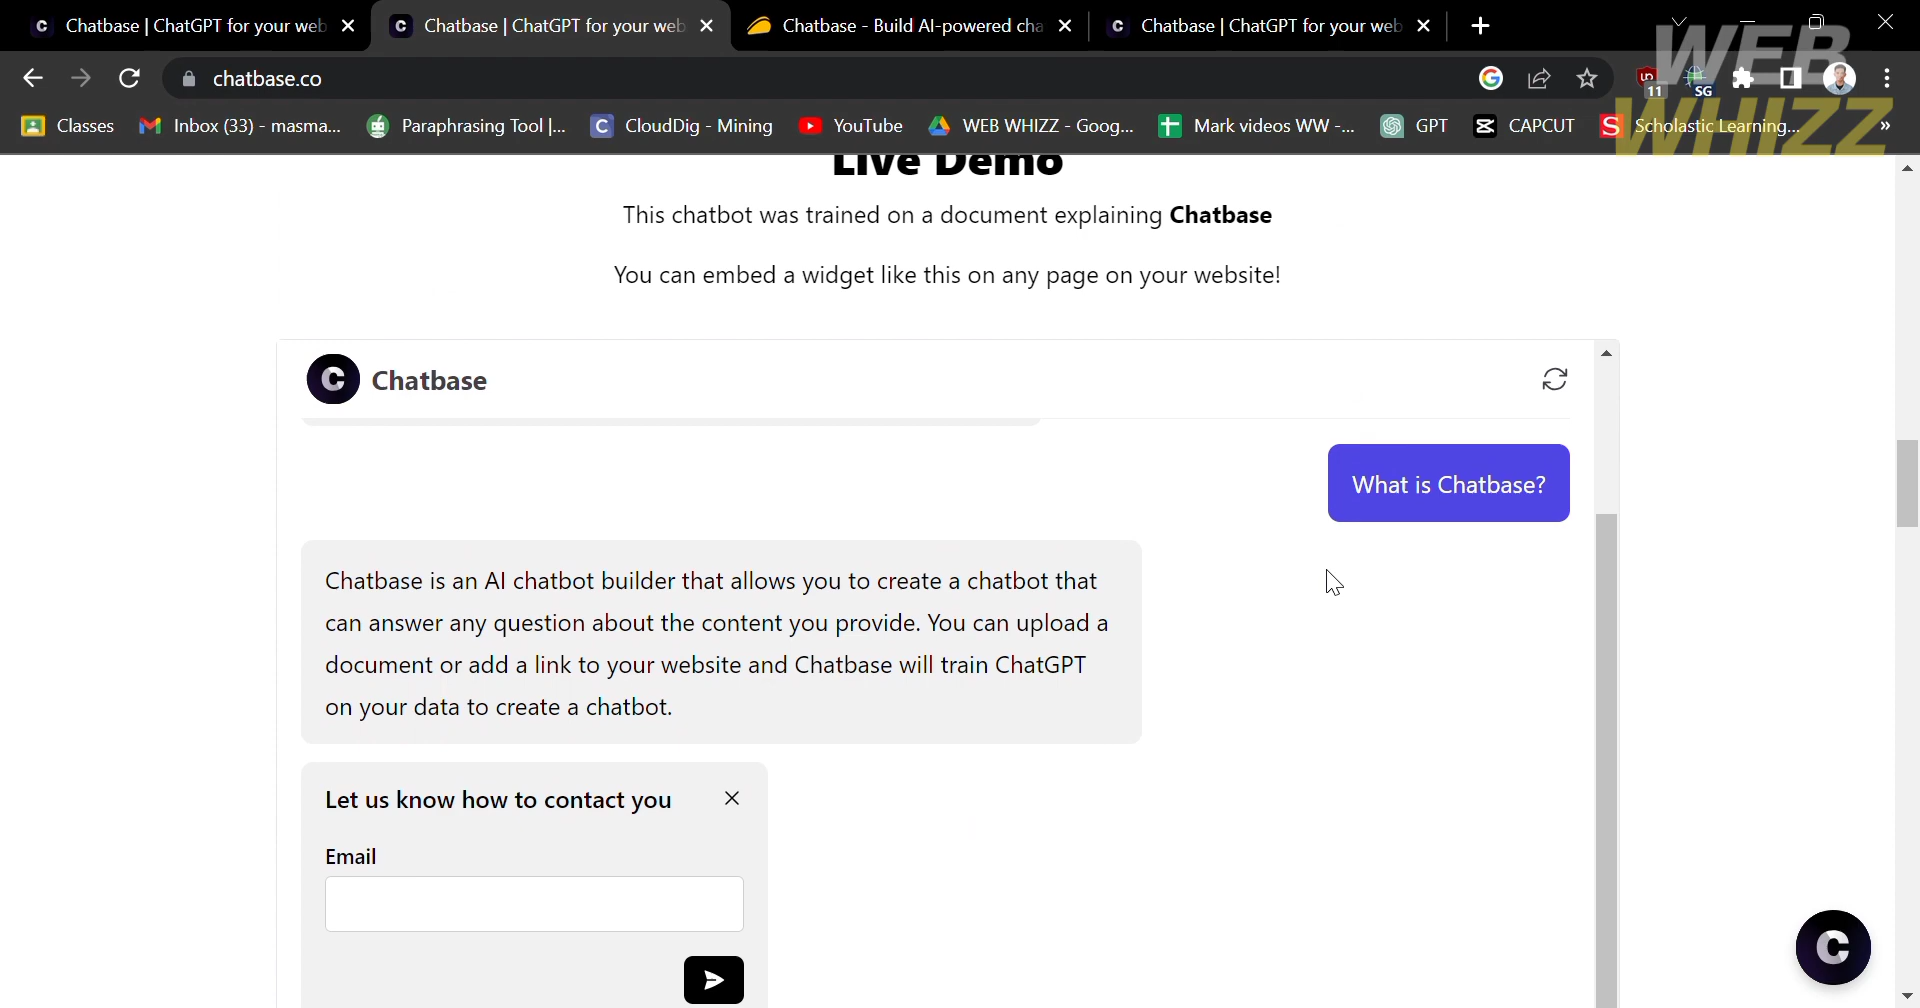 Chatbase | ChatGPT for your web
Chatbase | ChatGPT for your web
Chatbase - Build AI-powered cha
Chatbase | ChatGPT for your web
chatbase.co
11
SG
WEB
WHIZZ
Classes
Inbox (33) - masma...
Paraphrasing Tool |...
CloudDig - Mining
YouTube
WEB WHIZZ - Goog...
Mark videos WW -...
GPT
CAPCUT
Scholastic Learning...
Live Demo
This chatbot was trained on a document explaining Chatbase
You can embed a widget like this on any page on your website!
C Chatbase
What is Chatbase?
Chatbase is an AI chatbot builder that allows you to create a chatbot that
can answer any question about the content you provide. You can upload a
document or add a link to your website and Chatbase will train ChatGPT
on your data to create a chatbot.
Let us know how to contact you
Email
C